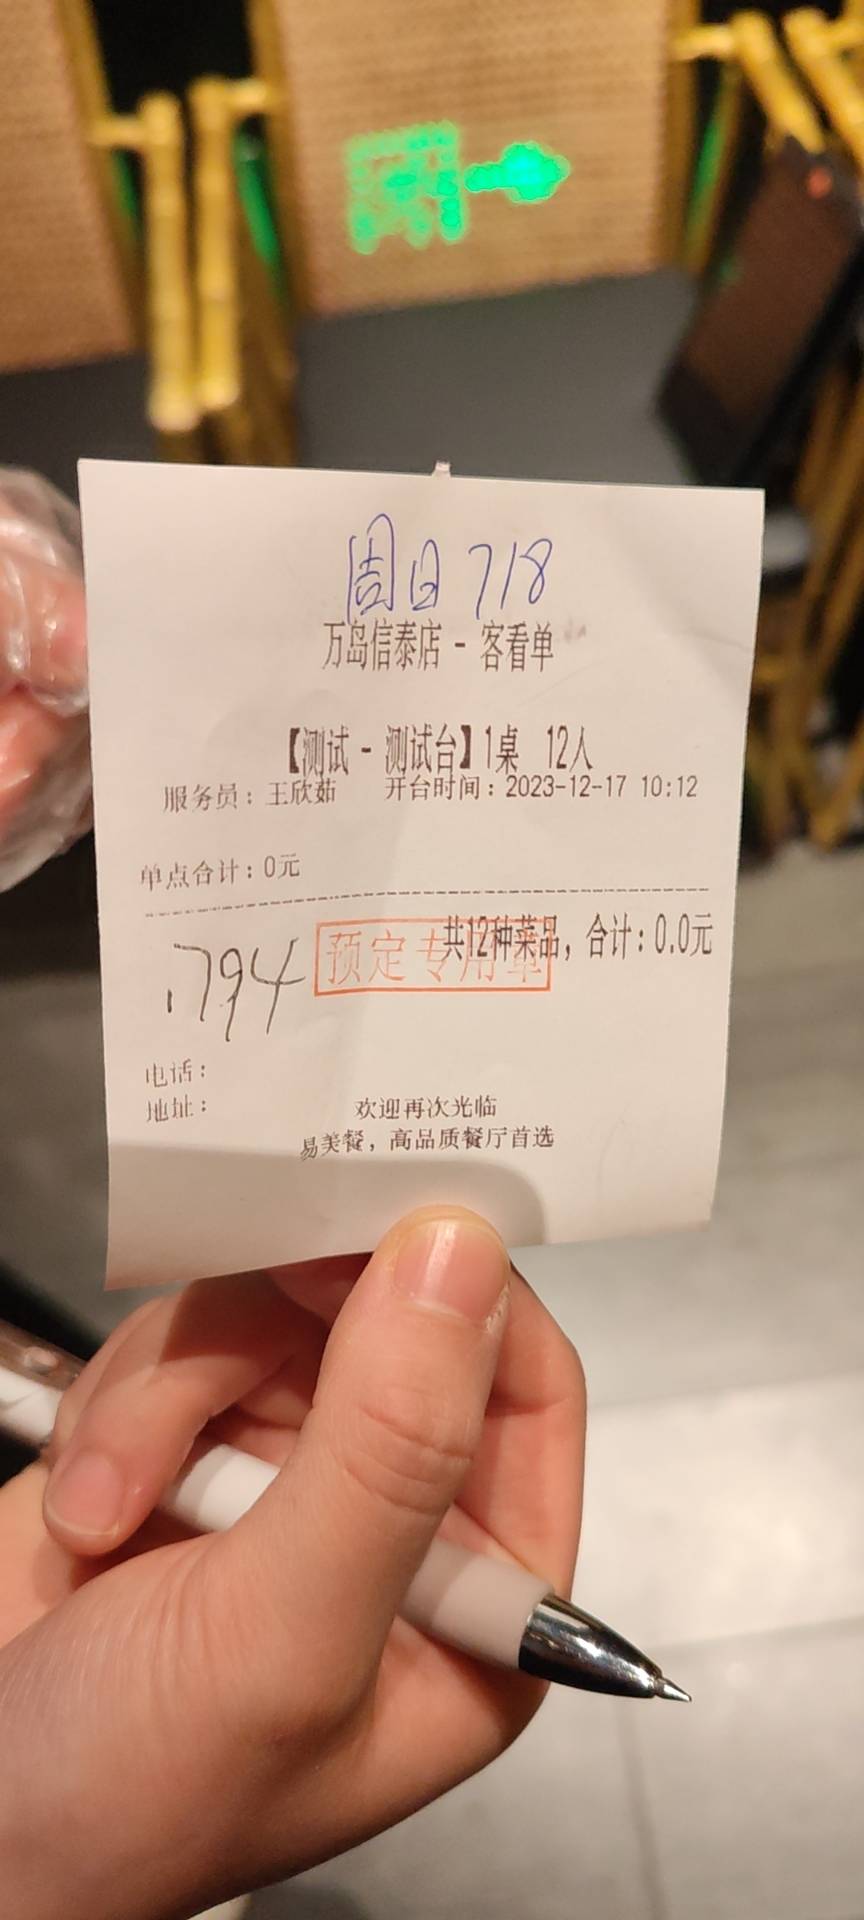 周日 718
万岛信泰店 - 客看单
【测试 - 测试台】1桌 12人
服务员：王欣茹 开台时间：2023-12-17 10:12
单点合计：0元
共12种菜品，合计：0.0元
预定专用章
1794
电话：
地址：
欢迎再次光临
易美餐，高品质餐厅首选